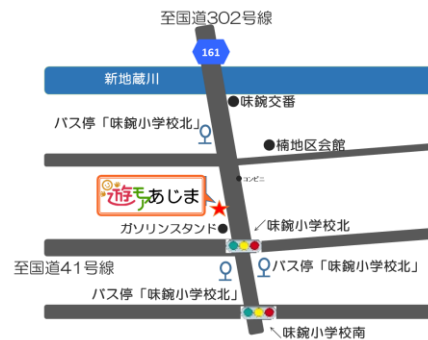 至国道302号線
161
新地蔵川
味鋺交番
バス停「味鋺小学校北」
楠地区会館
コンビニ
遊モアあじま
ガソリンスタンド
味鋺小学校北
至国道41号線
バス停「味鋺小学校北」
バス停「味鋺小学校北」
味鋺小学校南